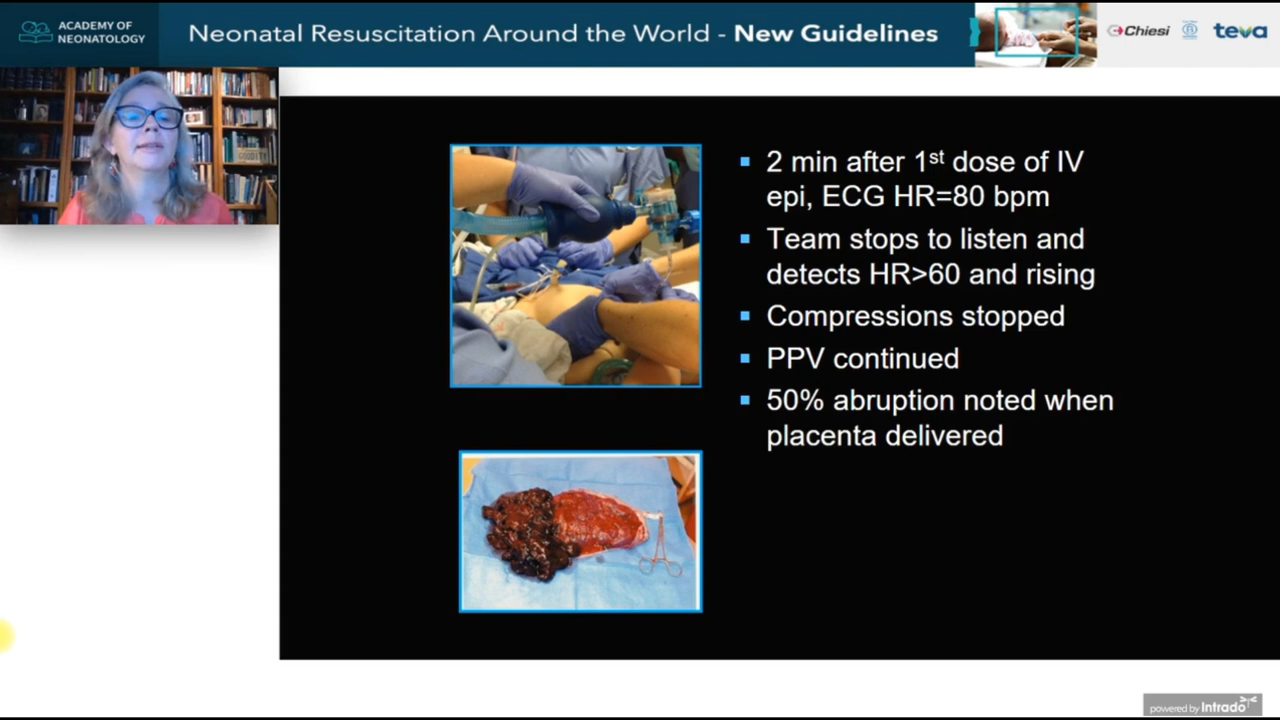 ACADEMY OF
NEONATOLOGY
Neonatal Resuscitation Around the World - New Guidelines
Chiesi
teva
▪ 2 min after 1st dose of IV
epi, ECG HR=80 bpm
▪ Team stops to listen and
detects HR>60 and rising
▪ Compressions stopped
▪ PPV continued
▪ 50% abruption noted when
placenta delivered
powered by intrado